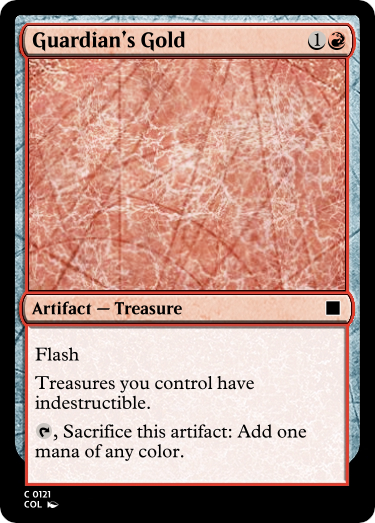 Guardian's Gold 1
Artifact — Treasure
Flash
Treasures you control have
indestructible.
, Sacrifice this artifact: Add one
mana of any color.
C 0121
COL